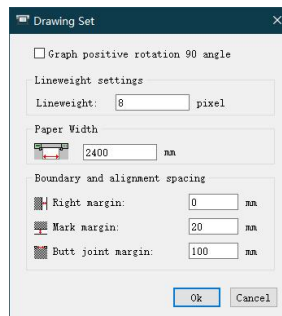 Drawing Set
Graph positive rotation 90 angle
Lineweight settings
Lineweight: 8 pixel
Paper Width
2400 mm
Boundary and alignment spacing
Right margin: 0 mm
Mark margin: 20 mm
Butt joint margin: 100 mm
Ok Cancel